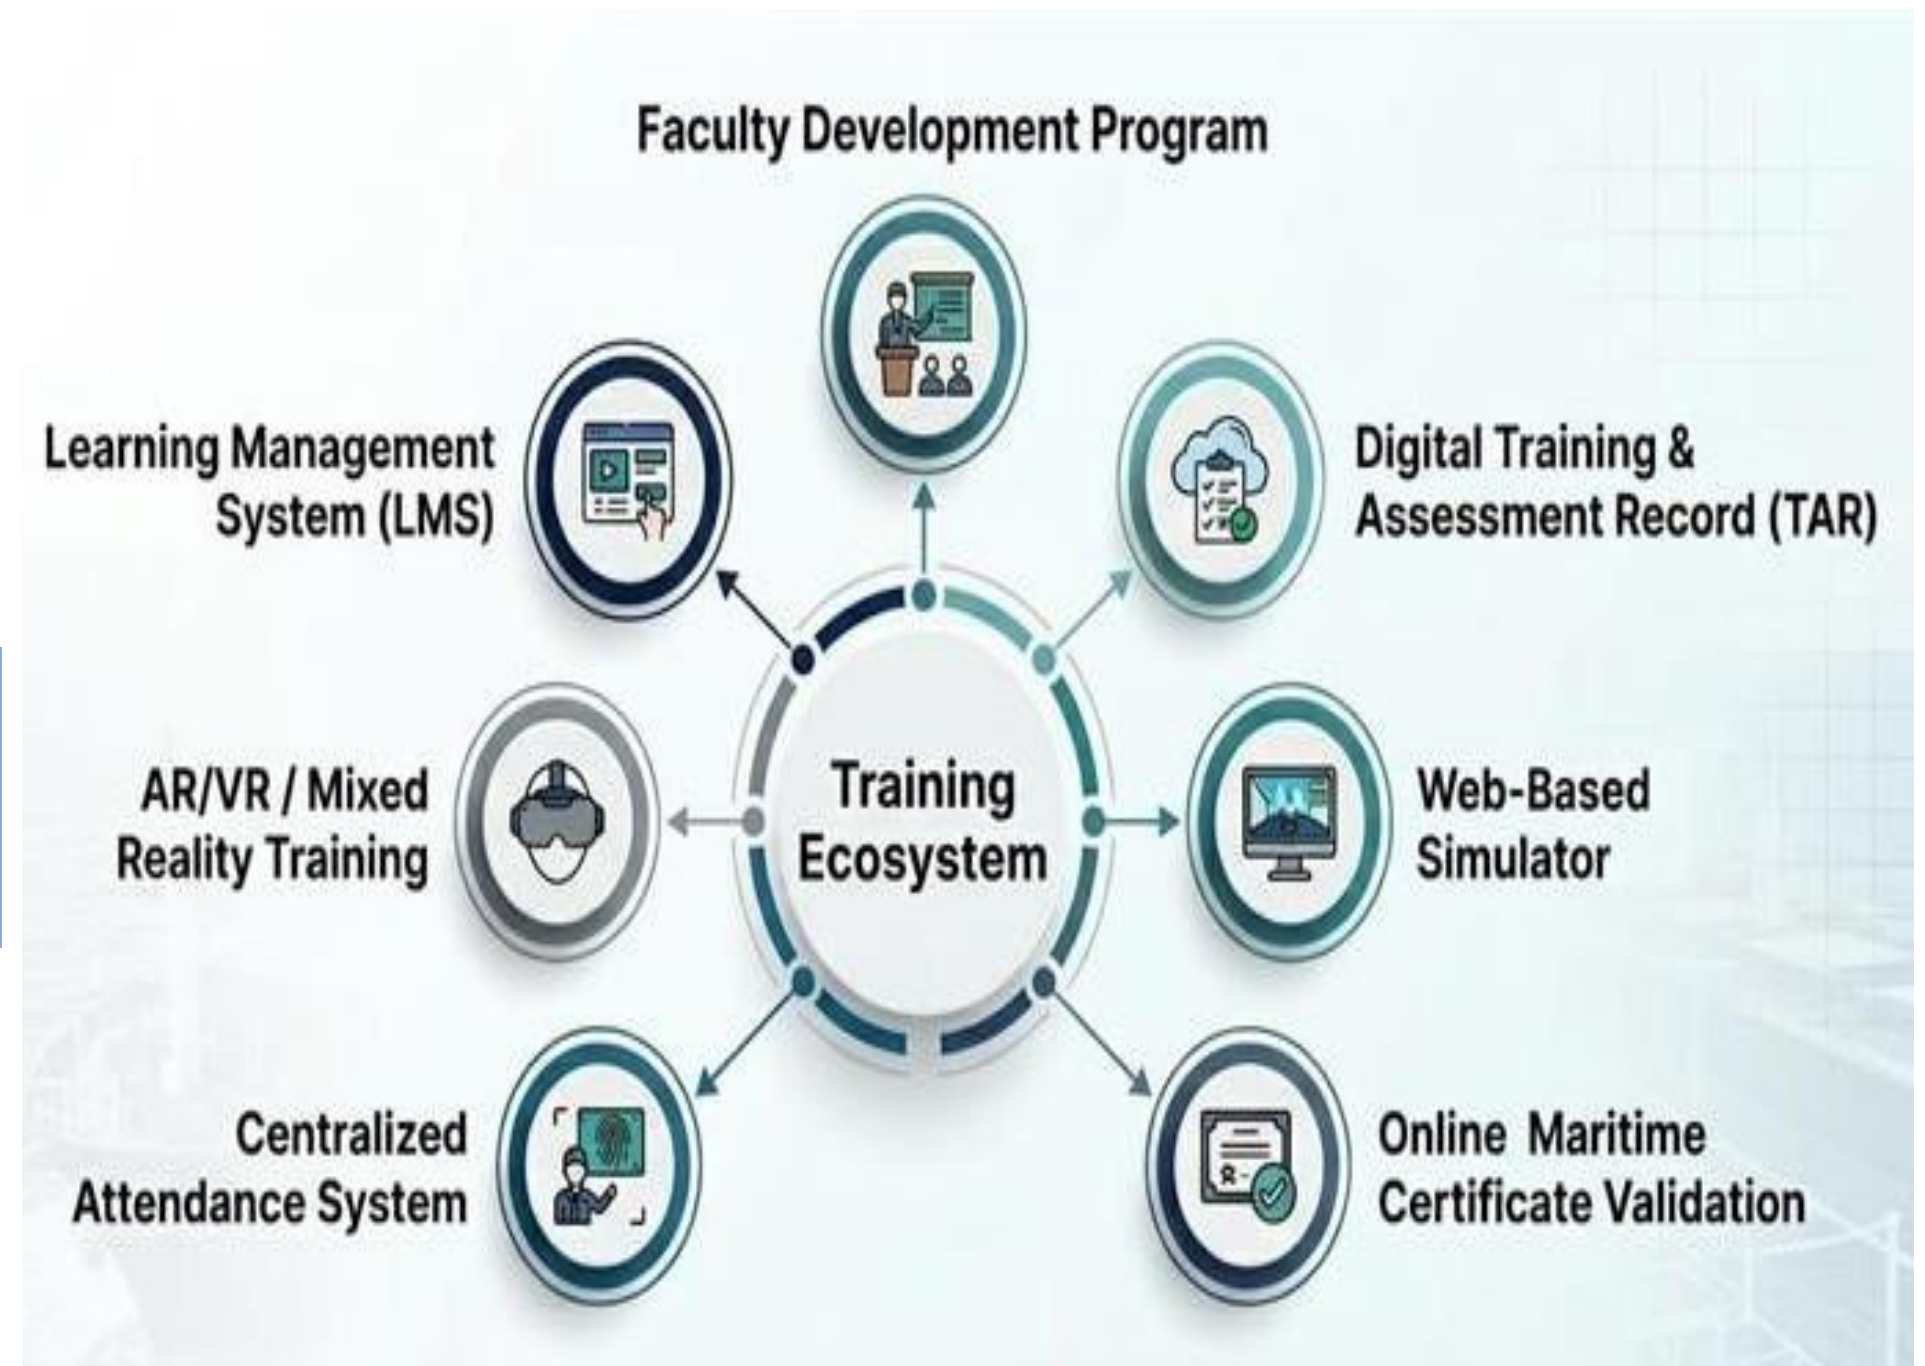 Faculty Development Program
Learning Management
System (LMS)
Digital Training &
Assessment Record (TAR)
AR/VR / Mixed
Reality Training
Training
Ecosystem
Web-Based
Simulator
Centralized
Attendance System
Online Maritime
Certificate Validation